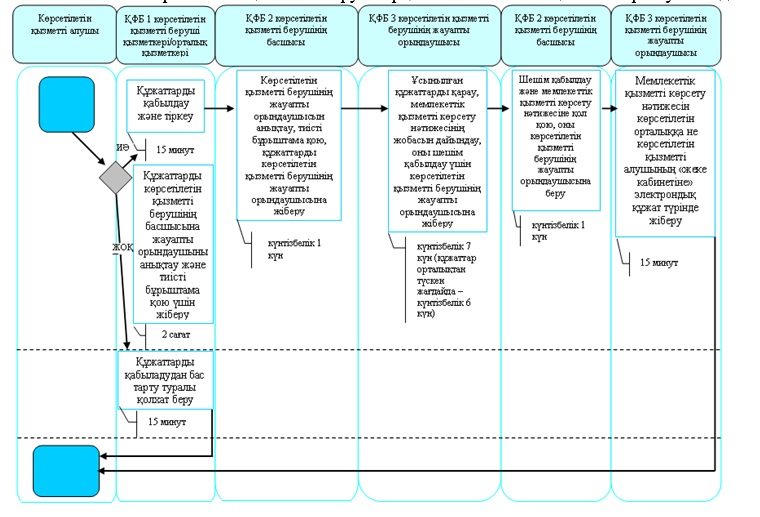 Көрсетілетін
қызметті алушы
ҚФБ 1 көрсетілетін
қызметті беруші
қызметкері/орталық
қызметкері
ҚФБ 2 көрсетілетін
қызметті берушінің
басшысы
ҚФБ 3 көрсетілетін қызметті
берушінің жауапты
орындаушысы
ҚФБ 2 көрсетілетін
қызметті берушінің
басшысы
ҚФБ 3 көрсетілетін
қызметті берушінің
жауапты
орындаушысы
Құжаттарды
қабылдау
және тіркеу
15 минут
ИӘ
ЖОҚ
Құжаттарды
көрсетілетін
қызметті
берушінің
басшысына
жауапты
орындаушыны
анықтау және
тиісті
бұрыштама
қою үшін
жіберу
2 сағат
Құжаттарды
қабыладудан бас
тарту туралы
қолхат беру
15 минут
Көрсетілетін
қызметті берушінің
жауапты
орындаушысын
анықтау, тиісті
бұрыштама қою,
құжаттарды
көрсетілетін
қызметті берушінің
жауапты
орындаушысына
жіберу
күнтізбелік 1
күн
Ұсынылған
құжаттарды қарау,
мемлекеттік
қызметті көрсету
нәтижесінің
жобасын дайындау,
оны шешім
қабылдау үшін
көрсетілетін
қызметті берушінің
жауапты
орындаушысына
жіберу
күнтізбелік 7
күн (құжаттар
орталықтан
түскен
жағдайда –
күнтізбелік 6
күн)
Шешім қабылдау
және мемлекеттік
қызметті көрсету
нәтижесіне қол
қою, оны
көрсетілетін
қызметті
берушінің
жауапты
орындаушысына
беру
күнтізбелік 1
күн
Мемлекеттік
қызметті көрсету
нәтижесін
көрсетілетін
орталыққа не
көрсетілетін
қызметті
алушының «жеке
кабинетіне»
электрондық
құжат түрінде
жіберу
15 минут